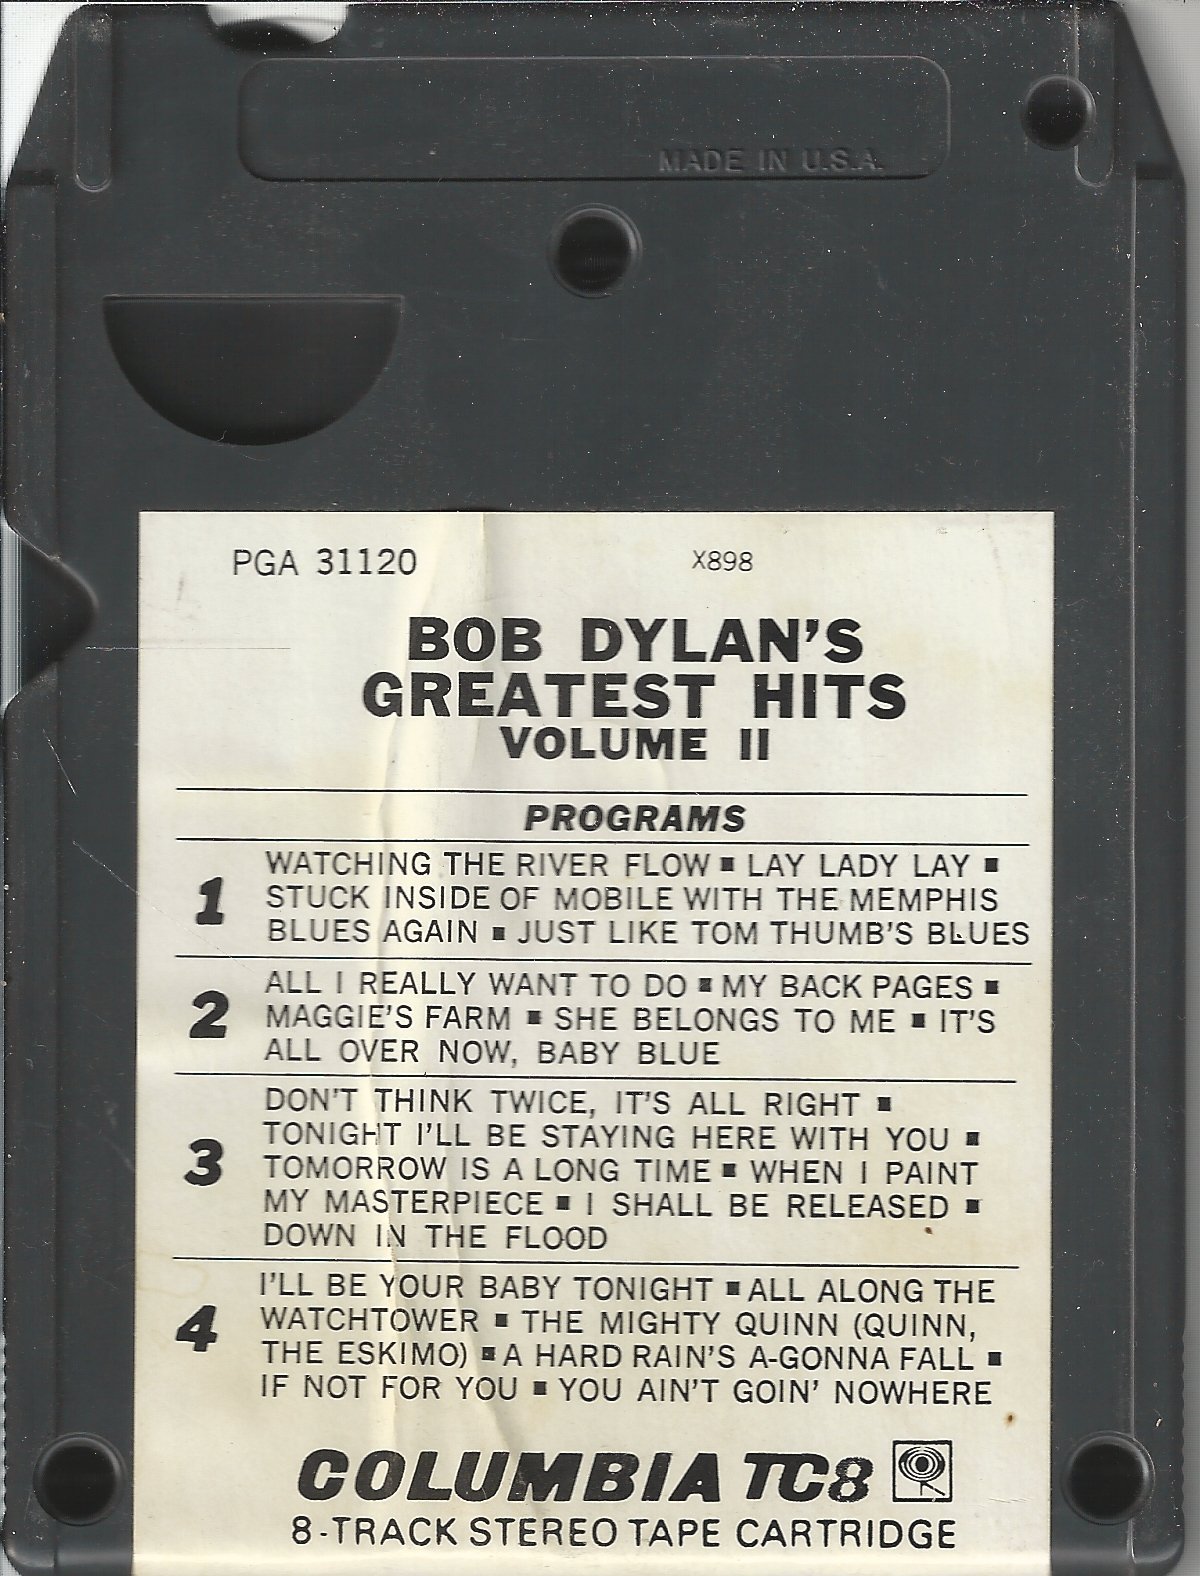 MADE IN U.S.A.
PGA 31120 X898
BOB DYLAN'S
GREATEST HITS
VOLUME II
PROGRAMS
1
WATCHING THE RIVER FLOW ■ LAY LADY LAY ■
STUCK INSIDE OF MOBILE WITH THE MEMPHIS
BLUES AGAIN ■ JUST LIKE TOM THUMB'S BLUES
2
ALL I REALLY WANT TO DO ■ MY BACK PAGES ■
MAGGIE'S FARM ■ SHE BELONGS TO ME ■ IT'S
ALL OVER NOW, BABY BLUE
3
DON'T THINK TWICE, IT'S ALL RIGHT ■
TONIGHT I'LL BE STAYING HERE WITH YOU ■
TOMORROW IS A LONG TIME ■ WHEN I PAINT
MY MASTERPIECE ■ I SHALL BE RELEASED ■
DOWN IN THE FLOOD
4
I'LL BE YOUR BABY TONIGHT ■ ALL ALONG THE
WATCHTOWER ■ THE MIGHTY QUINN (QUINN,
THE ESKIMO) ■ A HARD RAIN'S A-GONNA FALL ■
IF NOT FOR YOU ■ YOU AIN'T GOIN' NOWHERE
COLUMBIA TC8
8-TRACK STEREO TAPE CARTRIDGE